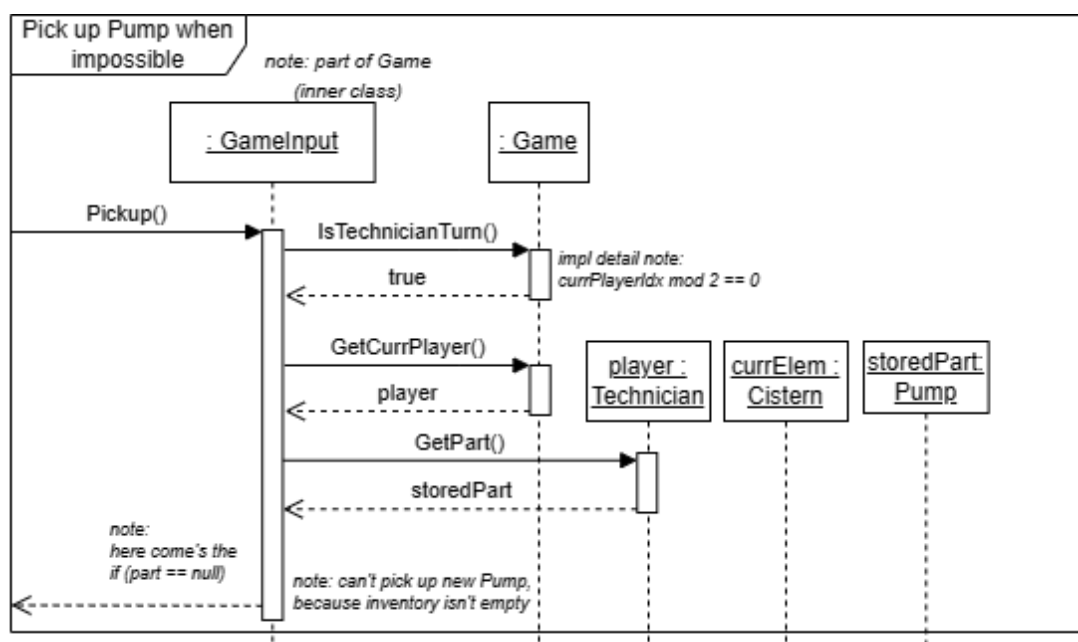 Pick up Pump when
impossible
note: part of Game
(inner class)
: GameInput
: Game
Pickup()
IsTechnicianTurn()
impl detail note:
currPlayerIdx mod 2 == 0
true
GetCurrPlayer()
player :
Technician
currElem :
Cistern
storedPart:
Pump
player
GetPart()
storedPart
note:
here come's the
if (part == null)
note: can't pick up new Pump,
because inventory isn't empty